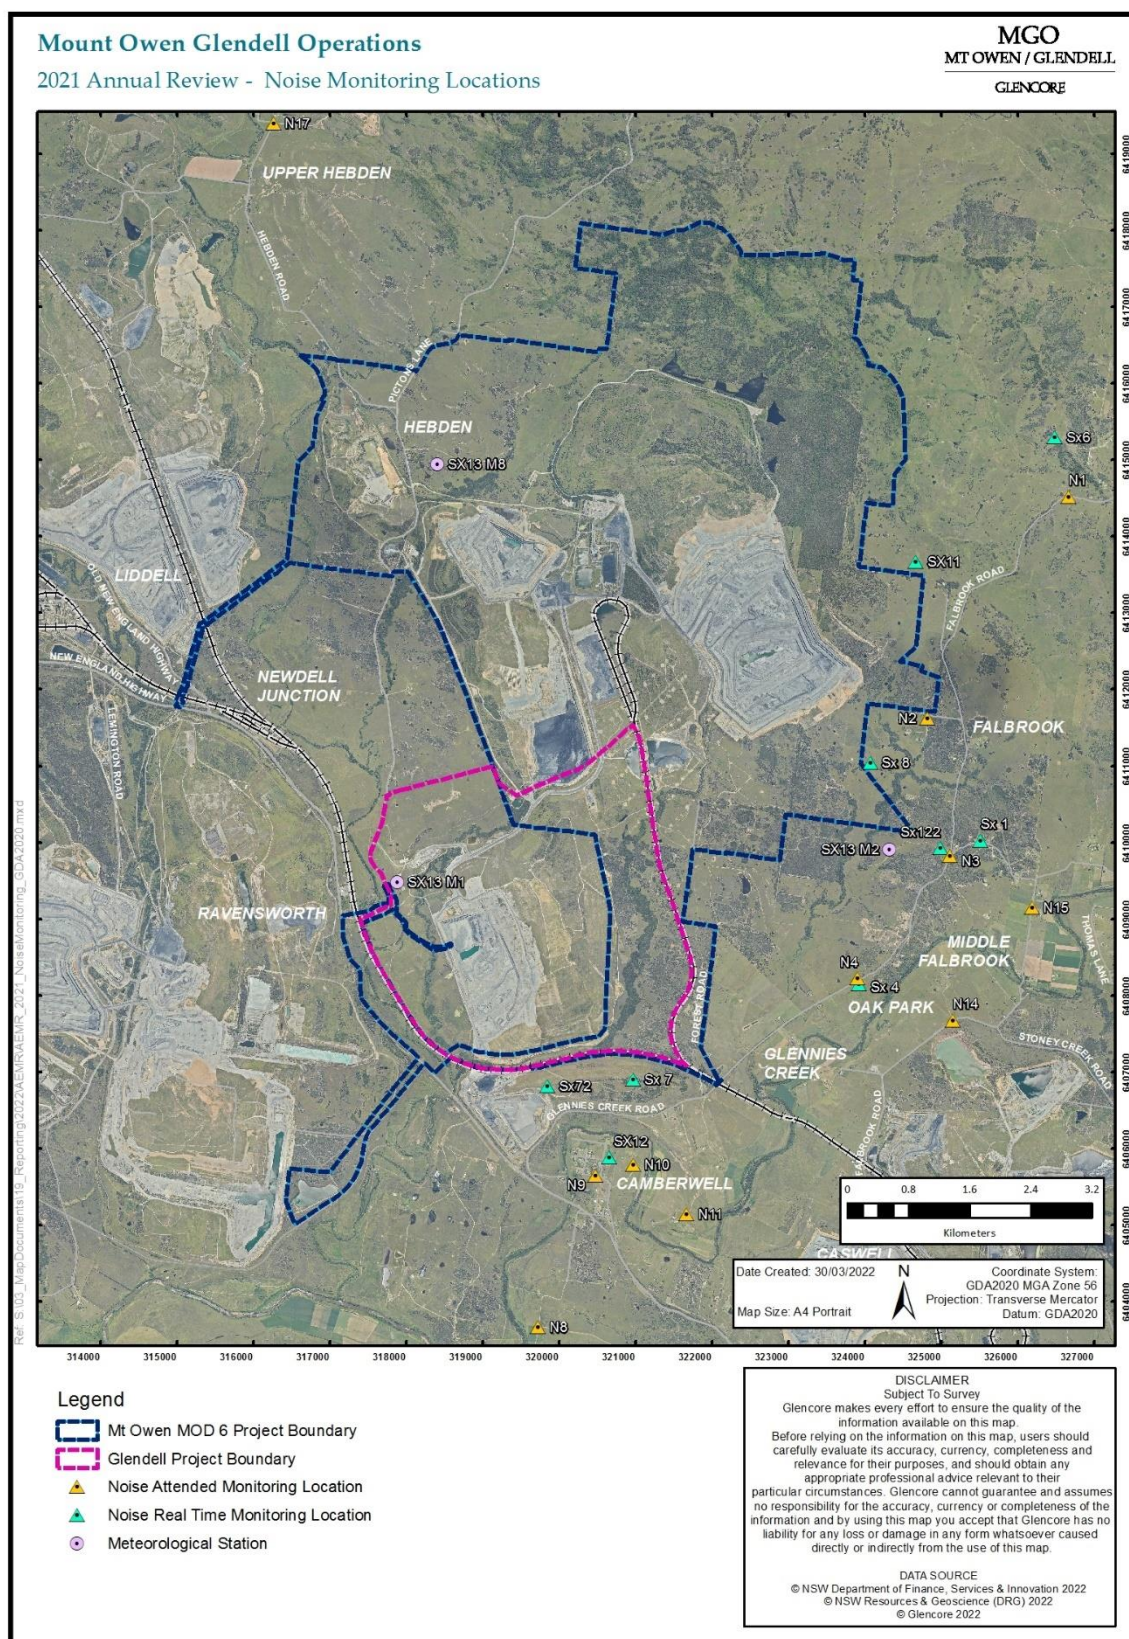 Mount Owen Glendell Operations
2021 Annual Review - Noise Monitoring Locations
MGO
MT OWEN / GLENDELL
GLENCORE
N17
UPPER HEBDEN
HEBDEN ROAD
PICTONS LANE
HEBDEN
SX13 M8
Sx6
N1
SX11
FALBROOK ROAD
LIDDELL
OLD NEW ENGLAND HIGHWAY
NEW ENGLAND HIGHWAY
NEWDELL
JUNCTION
LEMINGTON ROAD
N2
FALBROOK
Sx 8
Sx122
Sx 1
SX13 M2
N3
SX13 M1
RAVENSWORTH
N15
MIDDLE
FALBROOK
THOMAS LANE
N4
Sx 4
OAK PARK
N14
FOREST ROAD
GLENNIES
CREEK
STONEY CREEK ROAD
Sx72
Sx 7
GLENNIES CREEK ROAD
FALBROOK ROAD
SX12
N10
N9
CAMBERWELL
N11
CASWELL
N8
6419000
6418000
6417000
6416000
6415000
6414000
6413000
6412000
6411000
6410000
6409000
6408000
6407000
6406000
6405000
6404000
0 0.8 1.6 2.4 3.2
Kilometers
Date Created: 30/03/2022
Map Size: A4 Portrait
N
Coordinate System:
GDA2020 MGA Zone 56
Projection: Transverse Mercator
Datum: GDA2020
314000 315000 316000 317000 318000 319000 320000 321000 322000 323000 324000 325000 326000 327000
Ref: S:\03_MapDocuments\19_Reporting\2022\AEMR\AEMR_2021_NoiseMonitoring_GDA2020.mxd
Legend
Mt Owen MOD 6 Project Boundary
Glendell Project Boundary
Noise Attended Monitoring Location
Noise Real Time Monitoring Location
Meteorological Station
DISCLAIMER
Subject To Survey
Glencore makes every effort to ensure the quality of the
information available on this map.
Before relying on the information on this map, users should
carefully evaluate its accuracy, currency, completeness and
relevance for their purposes, and should obtain any
appropriate professional advice relevant to their
particular circumstances. Glencore cannot guarantee and assumes
no responsibility for the accuracy, currency or completeness of the
information and by using this map you accept that Glencore has no
liability for any loss or damage in any form whatsoever caused
directly or indirectly from the use of this map.
DATA SOURCE
© NSW Department of Finance, Services & Innovation 2022
© NSW Resources & Geoscience (DRG) 2022
© Glencore 2022